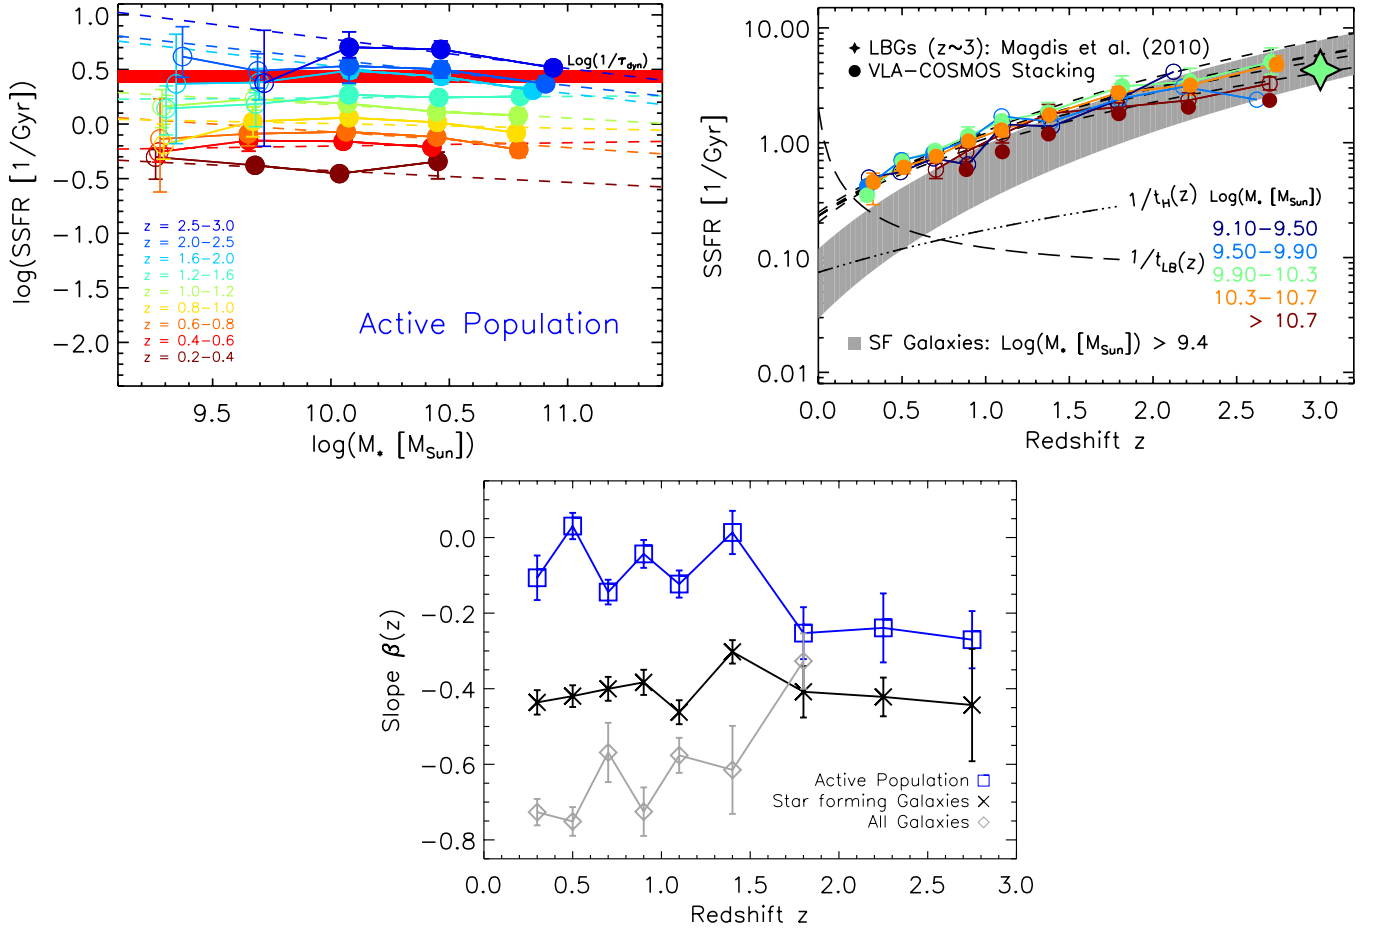 log(SSFR [1/Gyr])
1.0
0.5
0.0
−0.5
−1.0
−1.5
−2.0
Log(1/τdyn)
z = 2.5−3.0
z = 2.0−2.5
z = 1.6−2.0
z = 1.2−1.6
z = 1.0−1.2
z = 0.8−1.0
z = 0.6−0.8
z = 0.4−0.6
z = 0.2−0.4
Active Population
9.5 10.0 10.5 11.0
log(M* [MSun])
SSFR [1/Gyr]
10.00
1.00
0.10
0.01
LBGs (z~3): Magdis et al. (2010)
VLA−COSMOS Stacking
1/tH(z)
Log(M* [MSun])
9.10−9.50
9.50−9.90
1/tLB(z)
9.90−10.3
10.3−10.7
> 10.7
SF Galaxies: Log(M* [MSun]) > 9.4
0.0 0.5 1.0 1.5 2.0 2.5 3.0
Redshift z
Slope β(z)
0.0
−0.2
−0.4
−0.6
−0.8
Active Population
Star forming Galaxies
All Galaxies
0.0 0.5 1.0 1.5 2.0 2.5 3.0
Redshift z